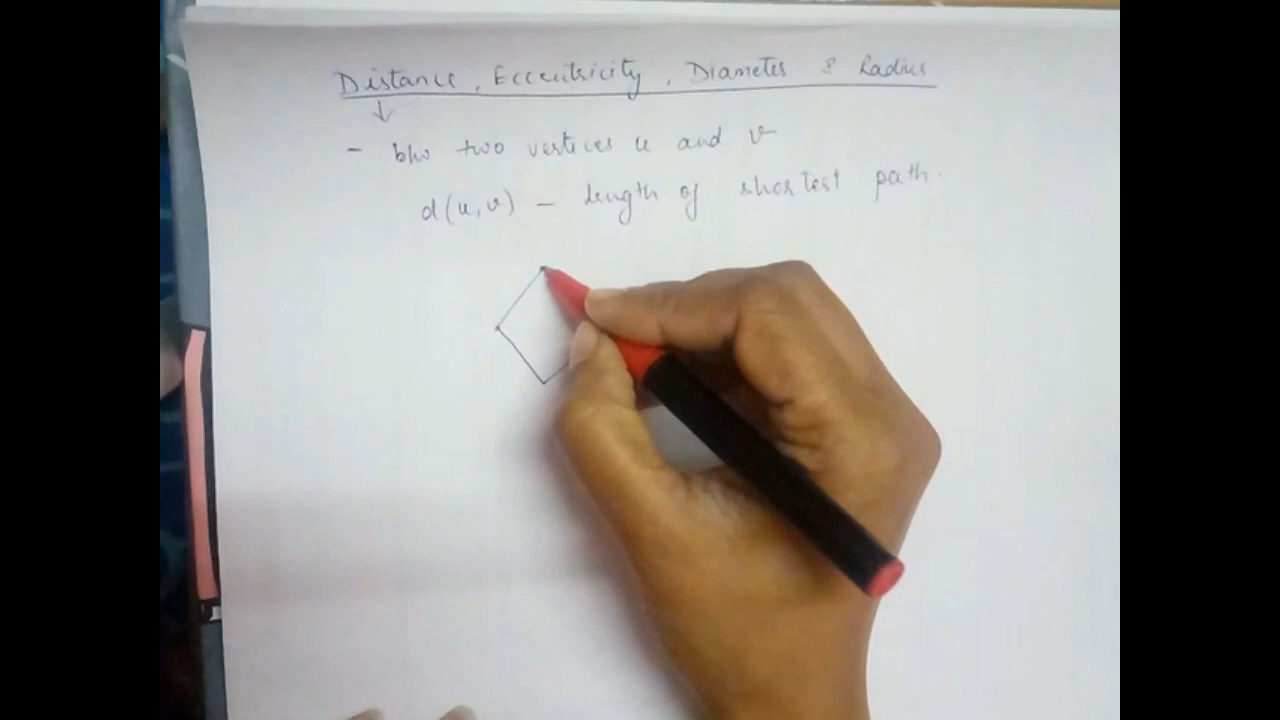 Distance, Eccentricity, Diameter & Radius
- b/w two vertices u and v
d(u,v) - length of shortest path.